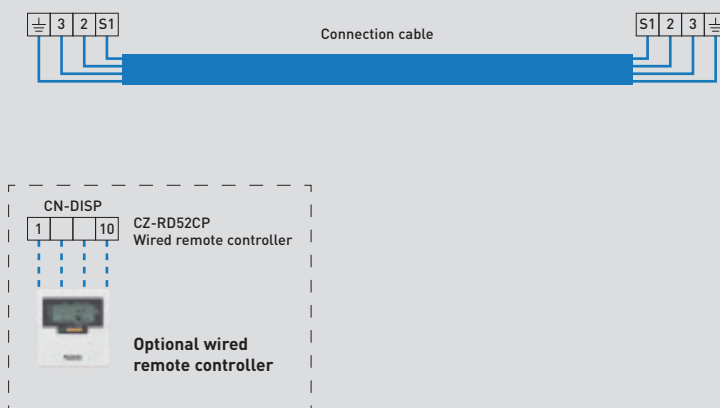 3 2 S1
Connection cable
S1 2 3
CN-DISP
1 10
CZ-RD52CP
Wired remote controller
Optional wired
remote controller